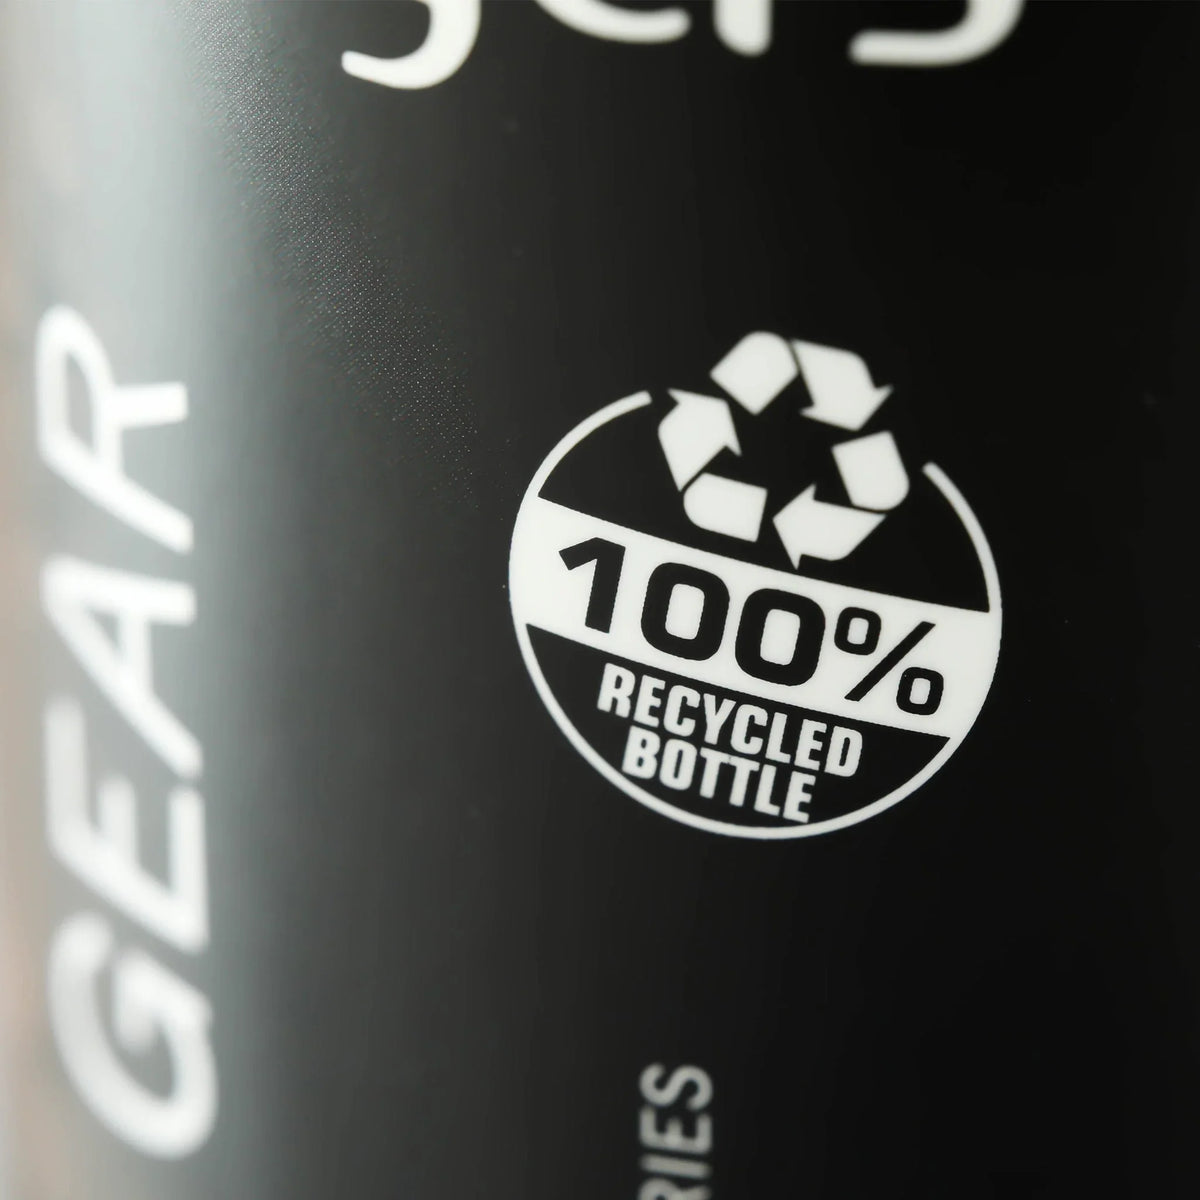 GEAR
100%
RECYCLED
BOTTLE